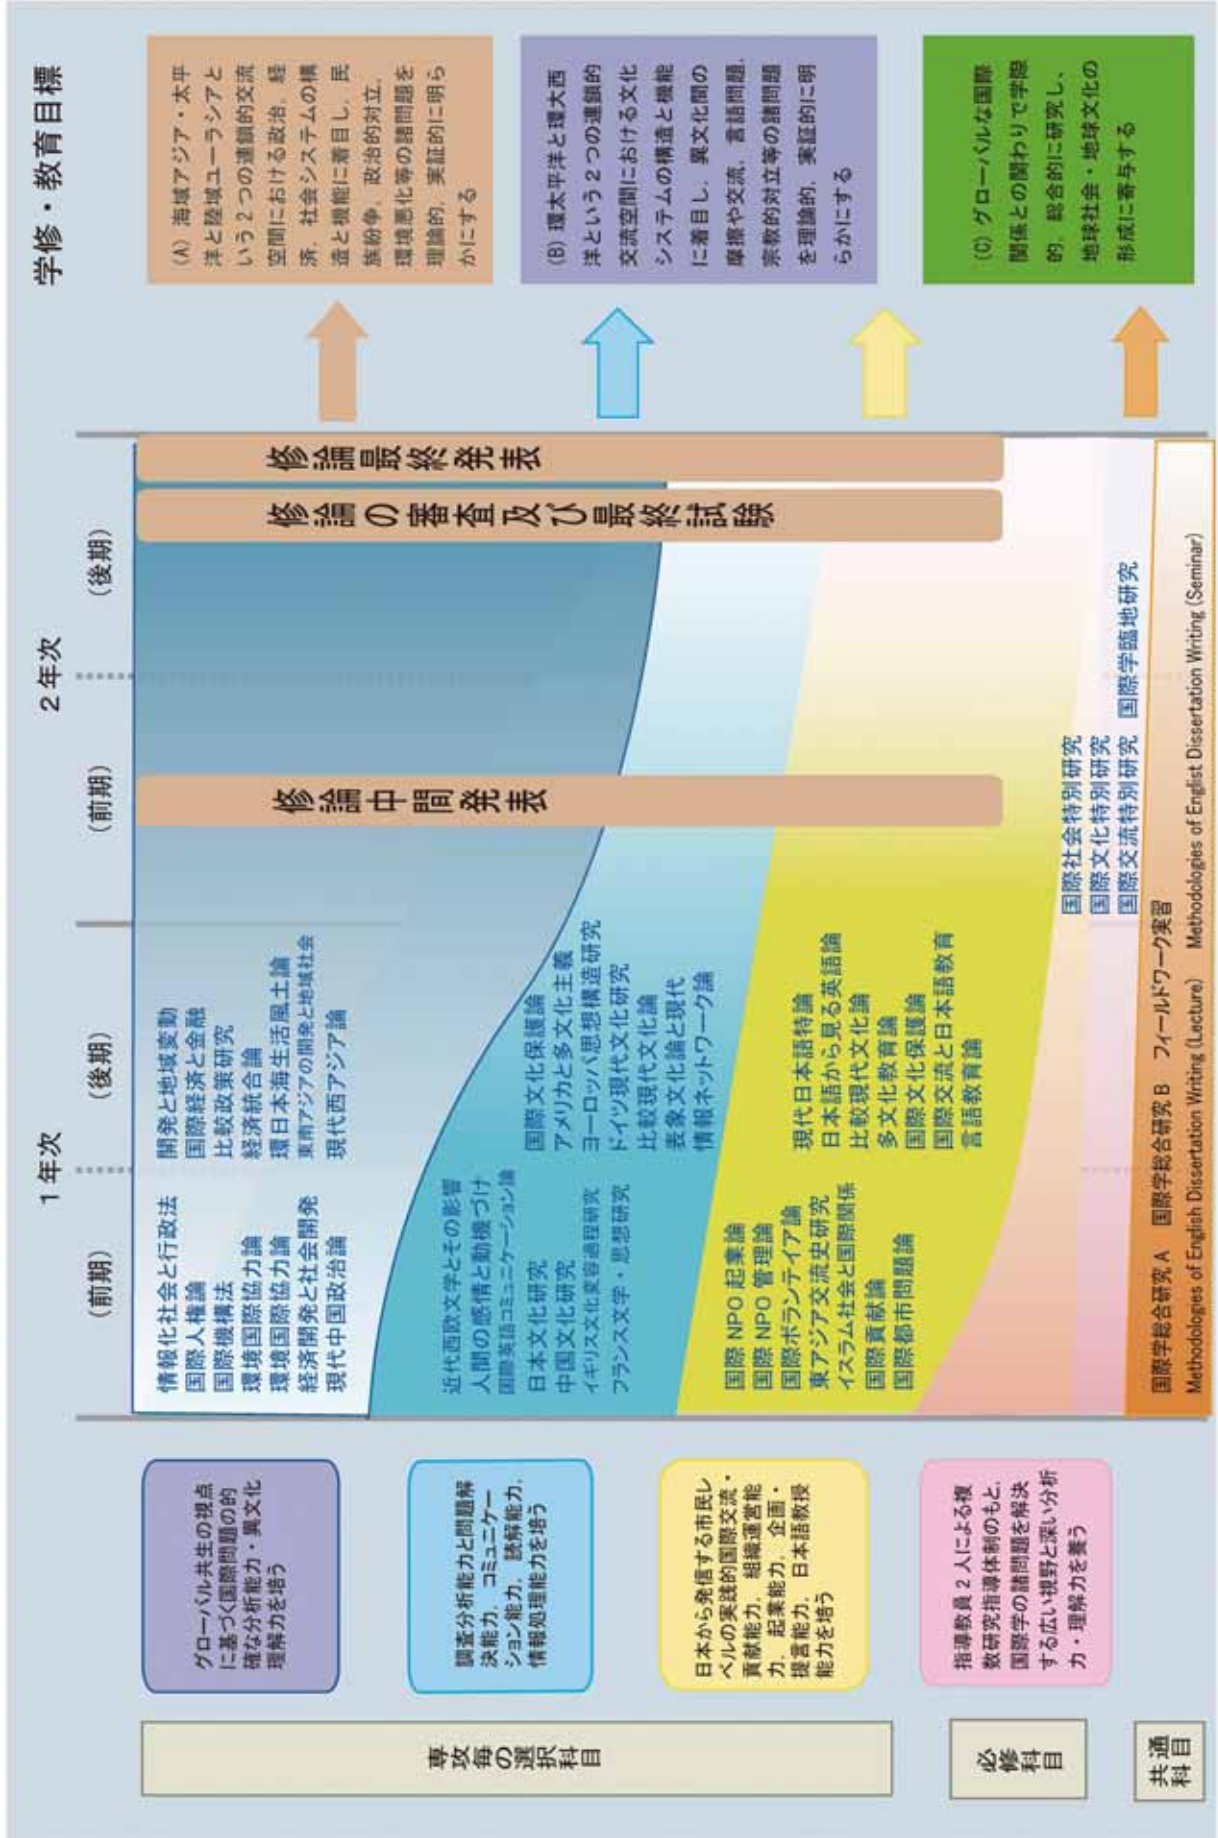 学修・教育目標
1年次
2年次
(前期)
(後期)
(前期)
(後期)
専攻毎の選択科目
グローバル共生の視点
に基づく国際問題の的
確な分析能力・異文化
理解力を培う
情報化社会と行政法
国際人権論
国際機構法
環境国際協力論
環境国際協力論
経済開発と社会開発
現代中国政治論
開発と地域変動
国際経済と金融
比較政策研究
経済統合論
環日本海生活風土論
東南アジアの開発と地域社会
現代西アジア論
調査分析能力と問題解
決能力，コミュニケー
ション能力，読解能力，
情報処理能力を培う
近代西欧文学とその影響
人間の感情と動機づけ
国際英語コミュニケーション論
日本文化研究
中国文化研究
イギリス文化変容過程研究
フランス文学・思想研究
国際文化保護論
アメリカと多文化主義
ヨーロッパ思想構造研究
ドイツ現代文化研究
比較現代文化論
表象文化論と現代
情報ネットワーク論
日本から発信する市民レ
ベルの実践的国際交流・
貢献能力，組織運営能
力，起業能力，企画・
提言能力，日本語教授
能力を培う
国際 NPO 起業論
国際 NPO 管理論
国際ボランティア論
東アジア交流史研究
イスラム社会と国際関係
国際貢献論
国際都市問題論
現代日本語特論
日本語から見る英語論
比較現代文化論
多文化教育論
国際文化保護論
国際交流と日本語教育
言語教育論
必修科目
指導教員2人による複
数研究指導体制のもと，
国際学の諸問題を解決
する広い視野と深い分析
力・理解力を養う
国際社会特別研究
国際文化特別研究
国際交流特別研究
国際学臨地研究
共通科目
国際学総合研究 A 国際学総合研究 B フィールドワーク実習
Methodologies of English Dissertation Writing (Lecture) Methodologies of Englist Dissertation Writing (Seminar)
修論中間発表
修論の審査及び最終試験
修論最終発表
(A) 海域アジア・太平
洋と陸域ユーラシアと
いう2つの連鎖的交流
空間における政治，経
済，社会システムの構
造と機能に着目し，民
族紛争，政治的対立，
環境悪化等の諸問題を
理論的，実証的に明ら
かにする
(B) 環太平洋と環大西
洋という2つの連鎖的
交流空間における文化
システムの構造と機能
に着目し，異文化間の
摩擦や交流，言語問題，
宗教的対立等の諸問題
を理論的，実証的に明
らかにする
(C) グローバルな国際
関係との関わりで学際
的，総合的に研究し，
地球社会・地球文化の
形成に寄与する